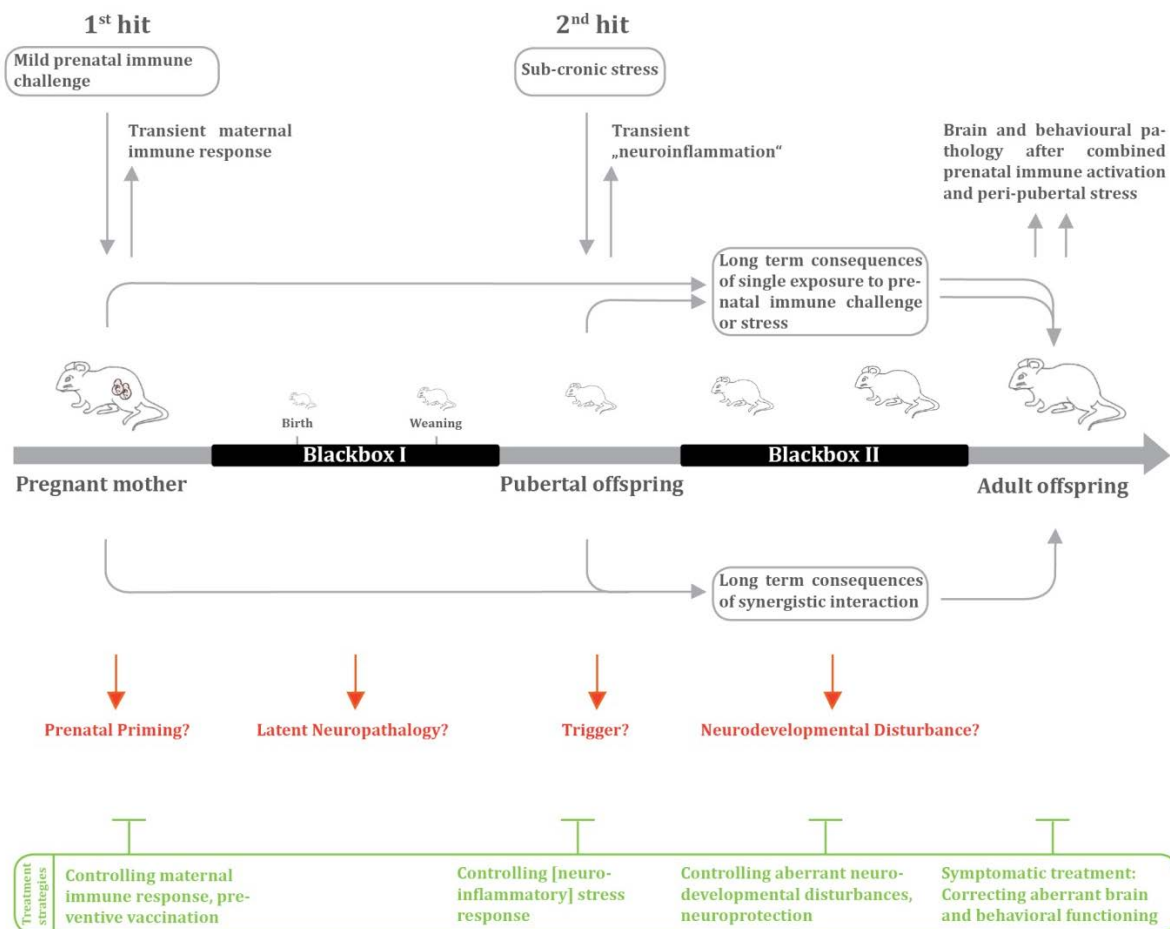 1st hit
2nd hit
Mild prenatal immune
challenge
Sub-cronic stress
Transient maternal
immune response
Transient
„neuroinflammation“
Brain and behavioural pa-
thology after combined
prenatal immune activation
and peri-pubertal stress
Long term consequences
of single exposure to pre-
natal immune challenge
or stress
Birth
Weaning
Blackbox I
Blackbox II
Pregnant mother
Pubertal offspring
Adult offspring
Long term consequences
of synergistic interaction
Prenatal Priming?
Latent Neuropathalogy?
Trigger?
Neurodevelopmental Disturbance?
Treatment
strategies
Controlling maternal
immune response, pre-
ventive vaccination
Controlling [neuro-
inflammatory] stress
response
Controlling aberrant neuro-
developmental disturbances,
neuroprotection
Symptomatic treatment:
Correcting aberrant brain
and behavioral functioning